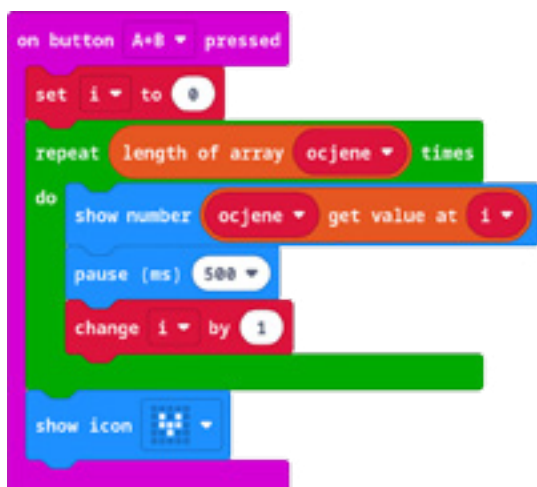 on button A+B pressed
set i to 0
repeat length of array ocjene times
do
show number ocjene get value at i
pause (ms) 500
change i by 1
show icon